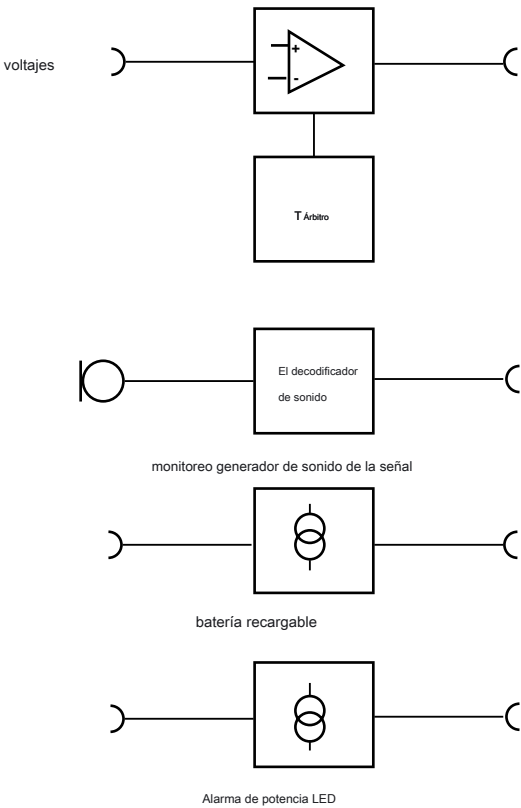 voltajes
+
-
T Árbitro
El decodificador
de sonido
monitoreo generador de sonido de la señal
batería recargable
Alarma de potencia LED